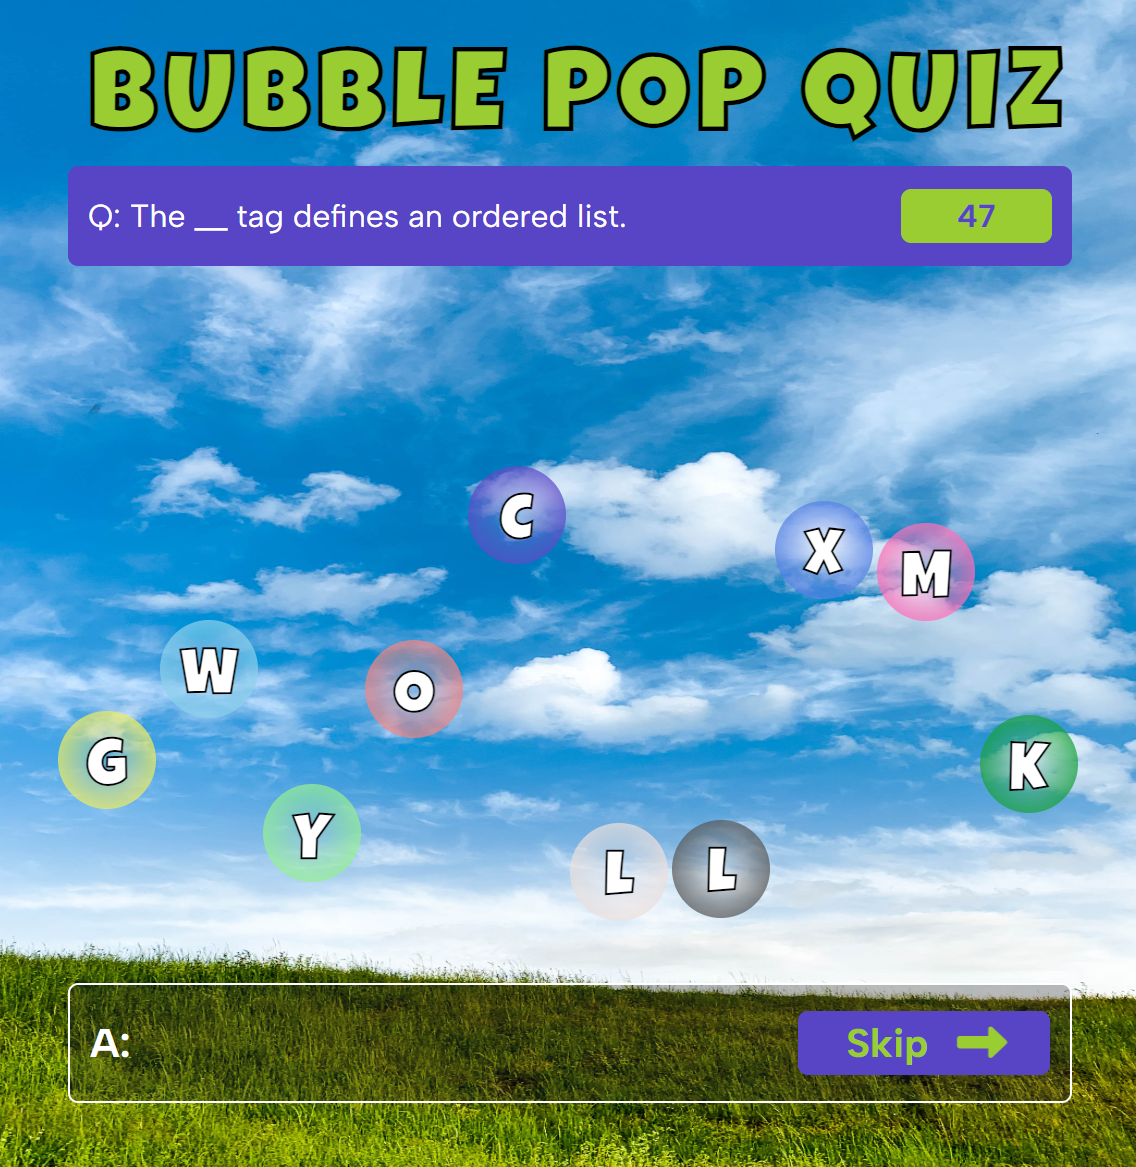 BUBBLE POP QUIZ
Q: The __ tag defines an ordered list.
47
C
X
M
W
O
G
K
Y
L
L
A:
Skip